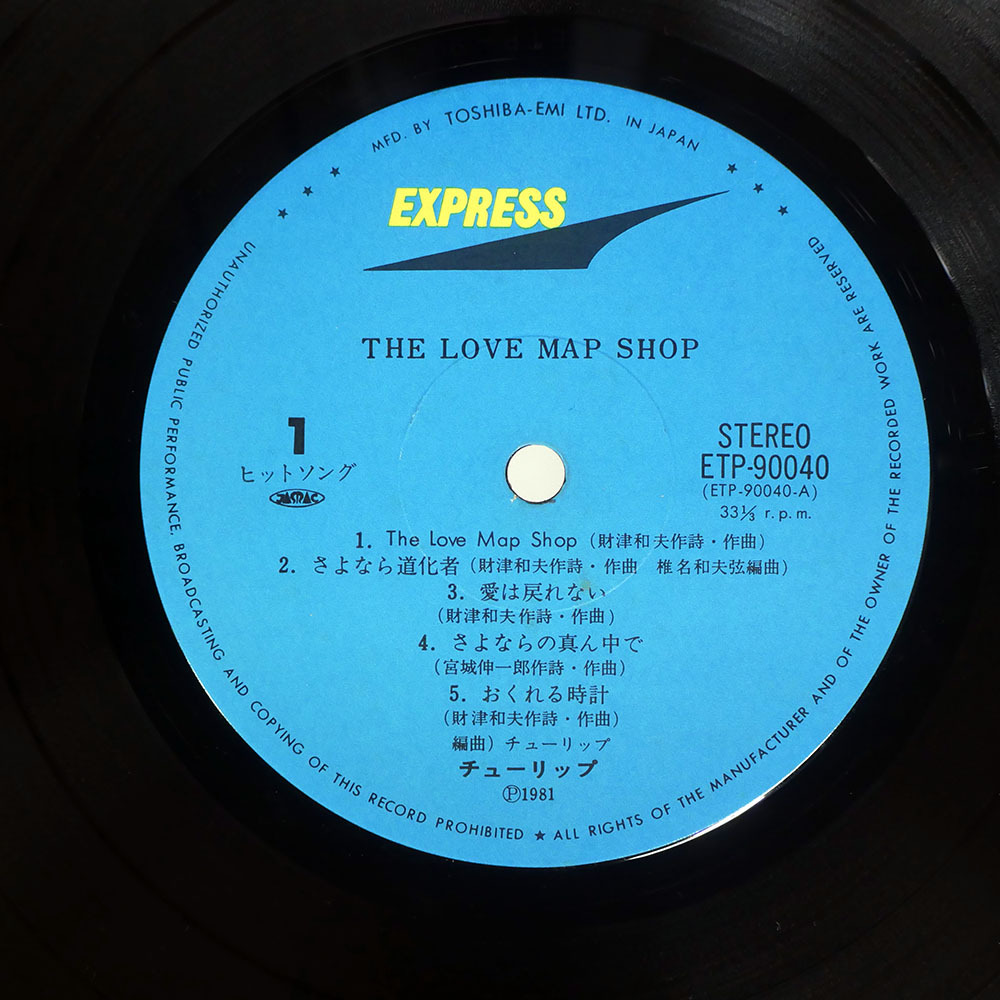 MFD. BY TOSHIBA-EMI LTD. IN JAPAN
EXPRESS
THE LOVE MAP SHOP
1
ヒットソング
JASRAC
STEREO
ETP-90040
(ETP-90040-A)
33⅓ r.p.m.
1. The Love Map Shop (財津和夫作詩・作曲)
2. さよなら道化者 (財津和夫作詩・作曲 椎名和夫弦編曲)
3. 愛は戻れない
(財津和夫作詩・作曲)
4. さよならの真ん中で
(宮城伸一郎作詩・作曲)
5. おくれる時計
(財津和夫作詩・作曲)
編曲) チューリップ
チューリップ
Ⓟ1981
UNAUTHORIZED PUBLIC PERFORMANCE, BROADCASTING AND COPYING OF THIS RECORD PROHIBITED ★ ALL RIGHTS OF THE MANUFACTURER AND OF THE OWNER OF THE RECORDED WORK ARE RESERVED